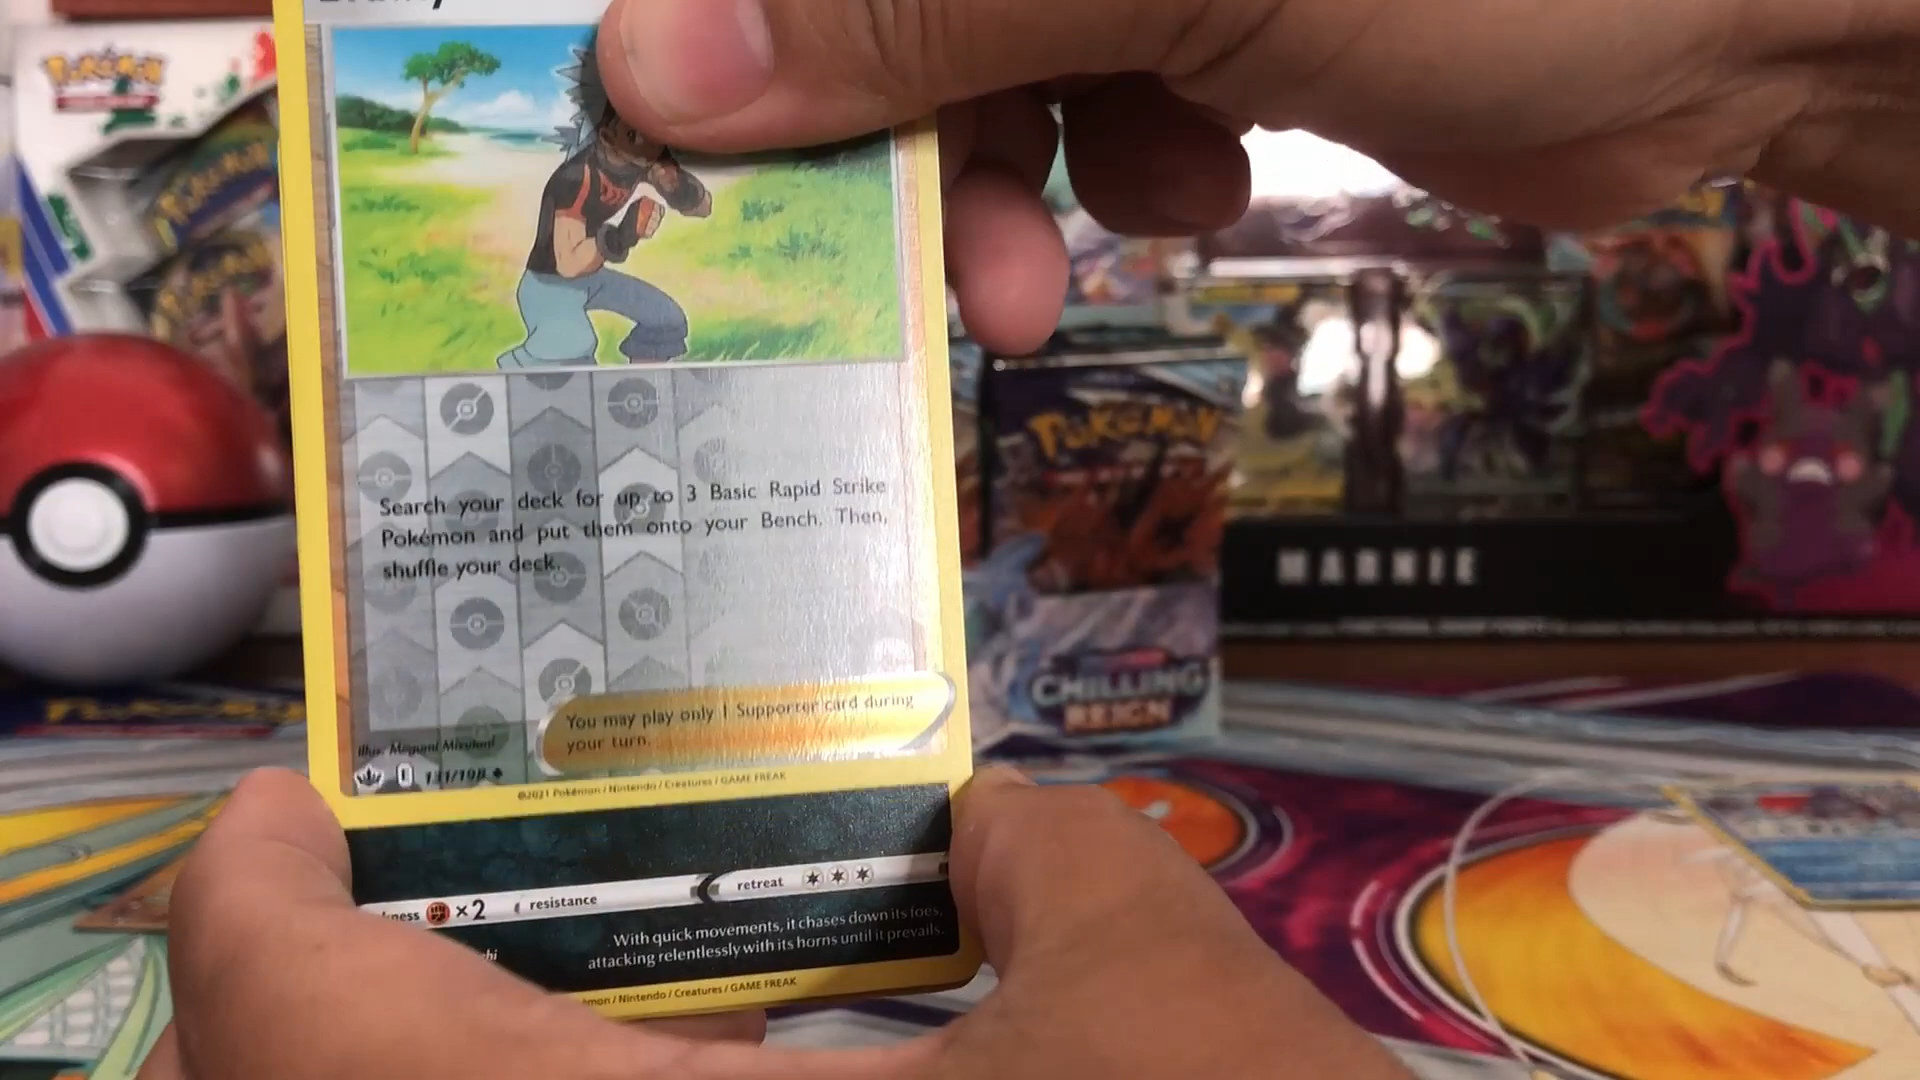 Search your deck for up to 3 Basic Rapid Strike
Pokémon and put them onto your Bench. Then,
shuffle your deck.
You may play only 1 Supporter card during
your turn.
Illus. Megumi Mizutani
131/198
©2021 Pokémon / Nintendo / Creatures / GAME FREAK
×2
resistance
retreat
With quick movements, it chases down its foes,
attacking relentlessly with its horns until it prevails.
/ Nintendo / Creatures / GAME FREAK
POKÉMON
POKÉMON
CHILLING
REIGN
MARNIE